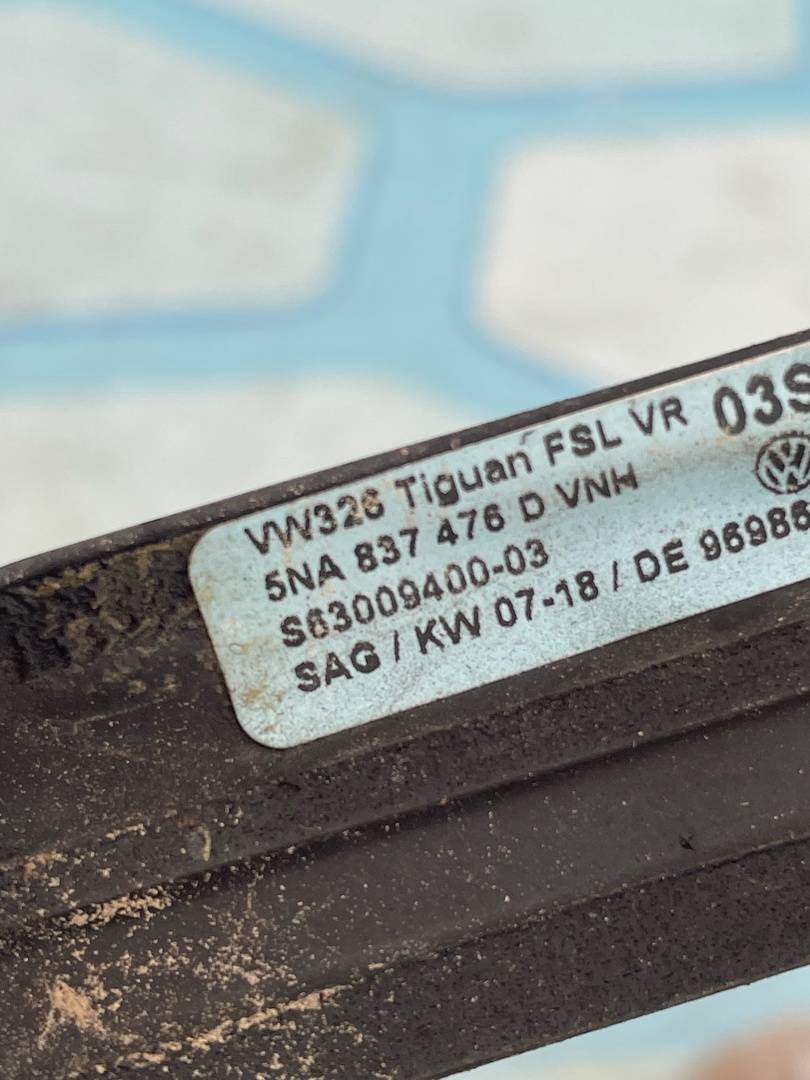 VW326 Tiguan FSL VR 03S
5NA 837 476 D VNH
S63009400-03
SAG / KW 07-18 / DE 96986